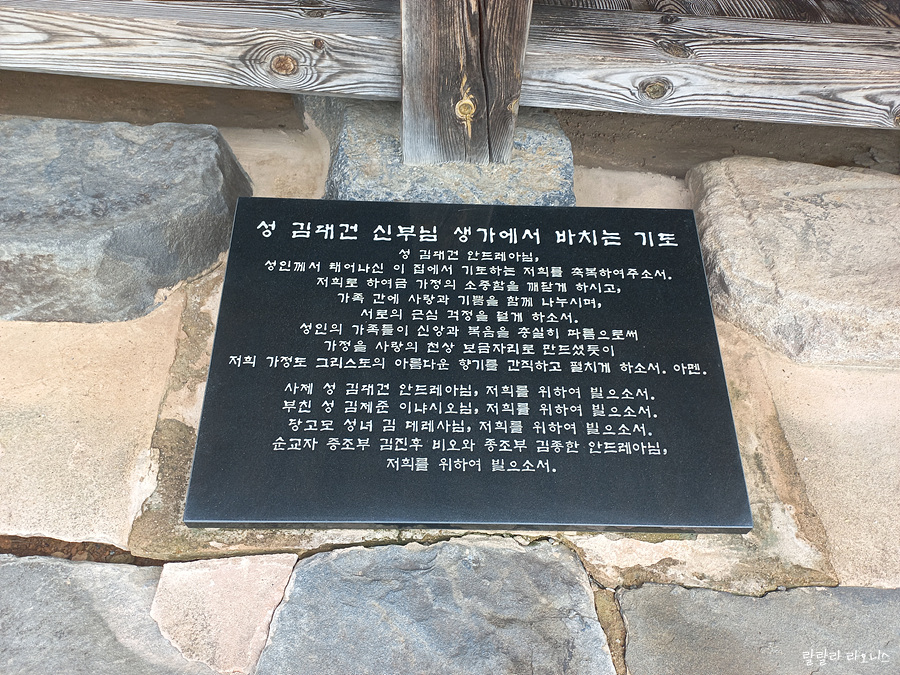 성 김대건 신부님 생가에서 바치는 기도
성 김대건 안드레아님,
성인께서 태어나신 이 집에서 기도하는 저희를 축복하여주소서.
저희로 하여금 가정의 소중함을 깨닫게 하시고,
가족 간에 사랑과 기쁨을 함께 나누시며,
서로의 근심 걱정을 덜게 하소서.
성인의 가족들이 신앙과 복음을 충실히 따름으로써
가정을 사랑의 천상 보금자리로 만드셨듯이
저희 가정도 그리스도의 아름다운 향기를 간직하고 펼치게 하소서. 아멘.
사제 성 김대건 안드레아님, 저희를 위하여 빌으소서.
부친 성 김제준 이냐시오님, 저희를 위하여 빌으소서.
당고모 성녀 김 데레사님, 저희를 위하여 빌으소서.
순교자 증조부 김진후 비오와 종조부 김종한 안드레아님,
저희를 위하여 빌으소서.
랄랄라 라오니스